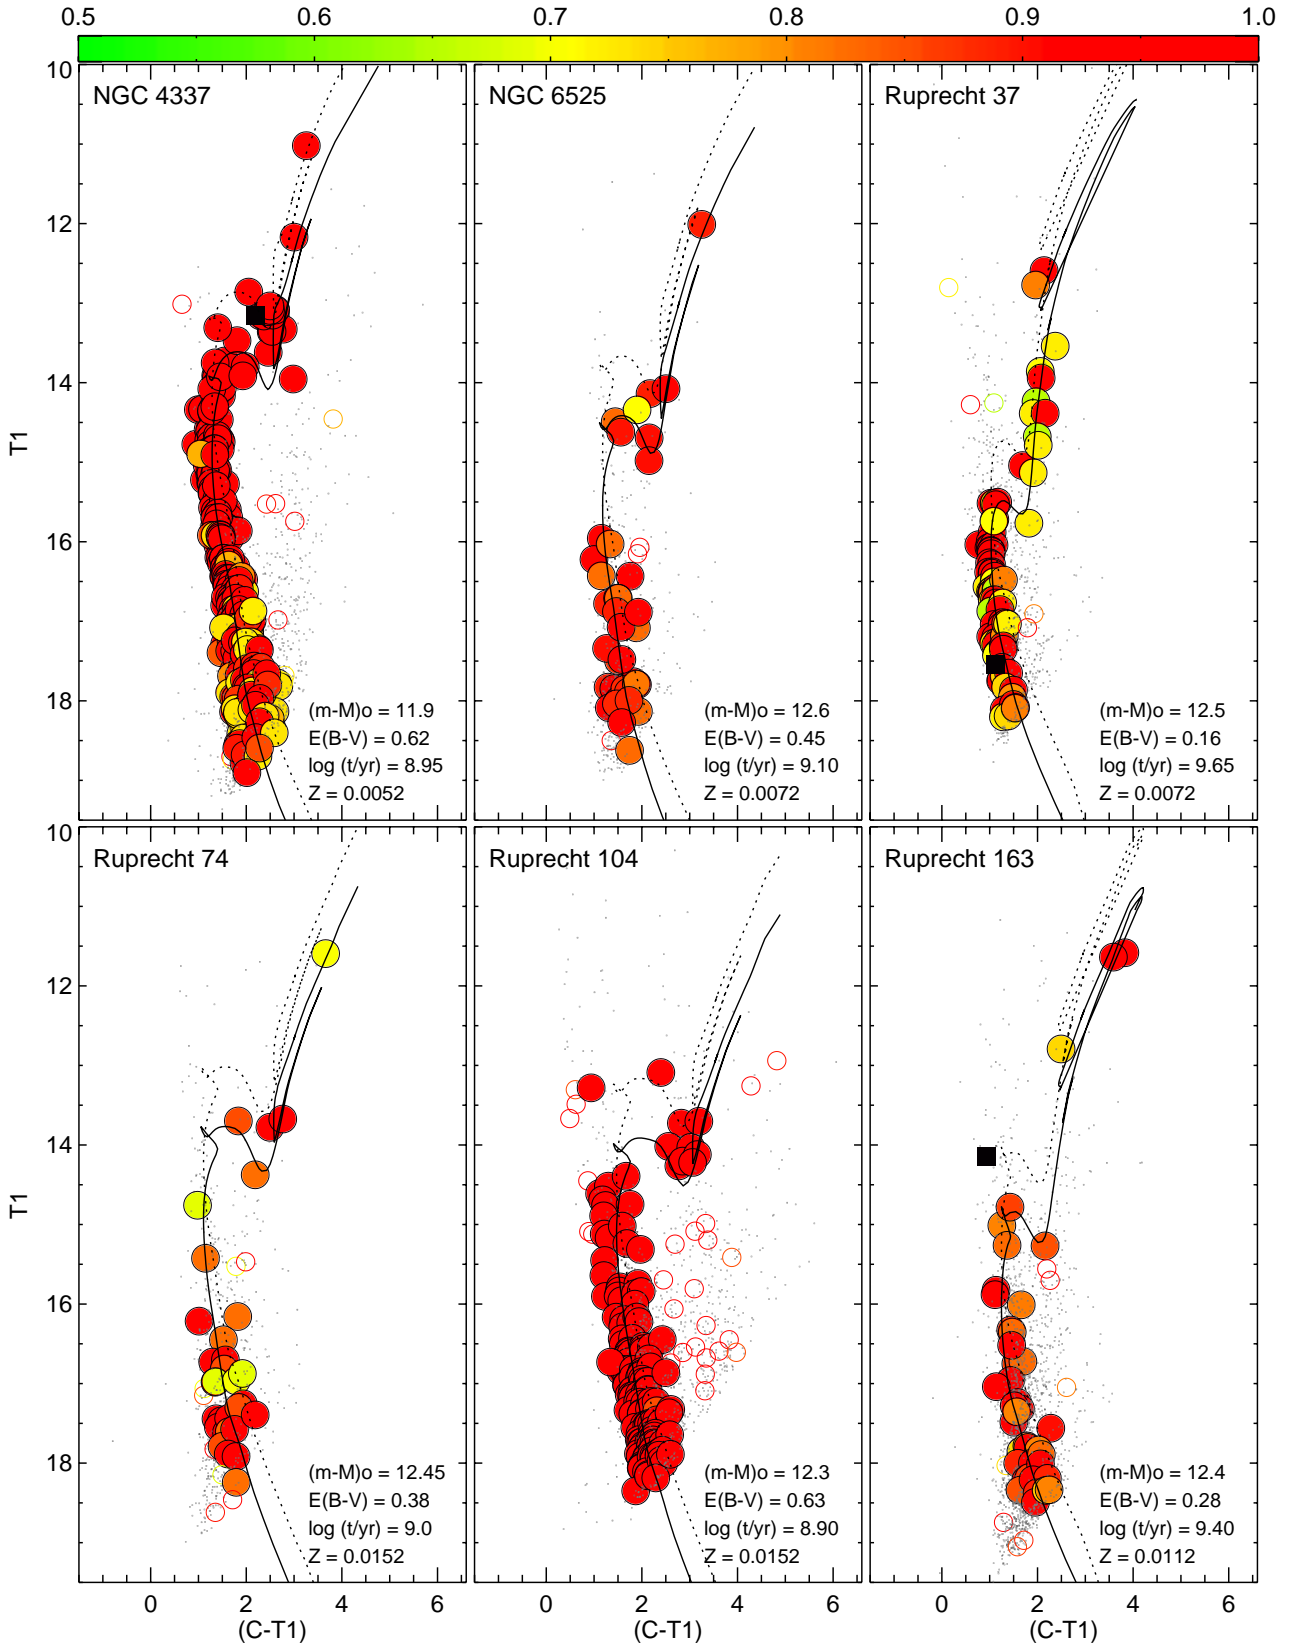 0.5 0.6 0.7 0.8 0.9 1.0
NGC 4337
10
12
14
16
18
T1
(m-M)o = 11.9
E(B-V) = 0.62
log (t/yr) = 8.95
Z = 0.0052
NGC 6525
(m-M)o = 12.6
E(B-V) = 0.45
log (t/yr) = 9.10
Z = 0.0072
Ruprecht 37
(m-M)o = 12.5
E(B-V) = 0.16
log (t/yr) = 9.65
Z = 0.0072
Ruprecht 74
10
12
14
16
18
T1
(m-M)o = 12.45
E(B-V) = 0.38
log (t/yr) = 9.0
Z = 0.0152
0 2 4 6
(C-T1)
Ruprecht 104
(m-M)o = 12.3
E(B-V) = 0.63
log (t/yr) = 8.90
Z = 0.0152
0 2 4 6
(C-T1)
Ruprecht 163
(m-M)o = 12.4
E(B-V) = 0.28
log (t/yr) = 9.40
Z = 0.0112
0 2 4 6
(C-T1)